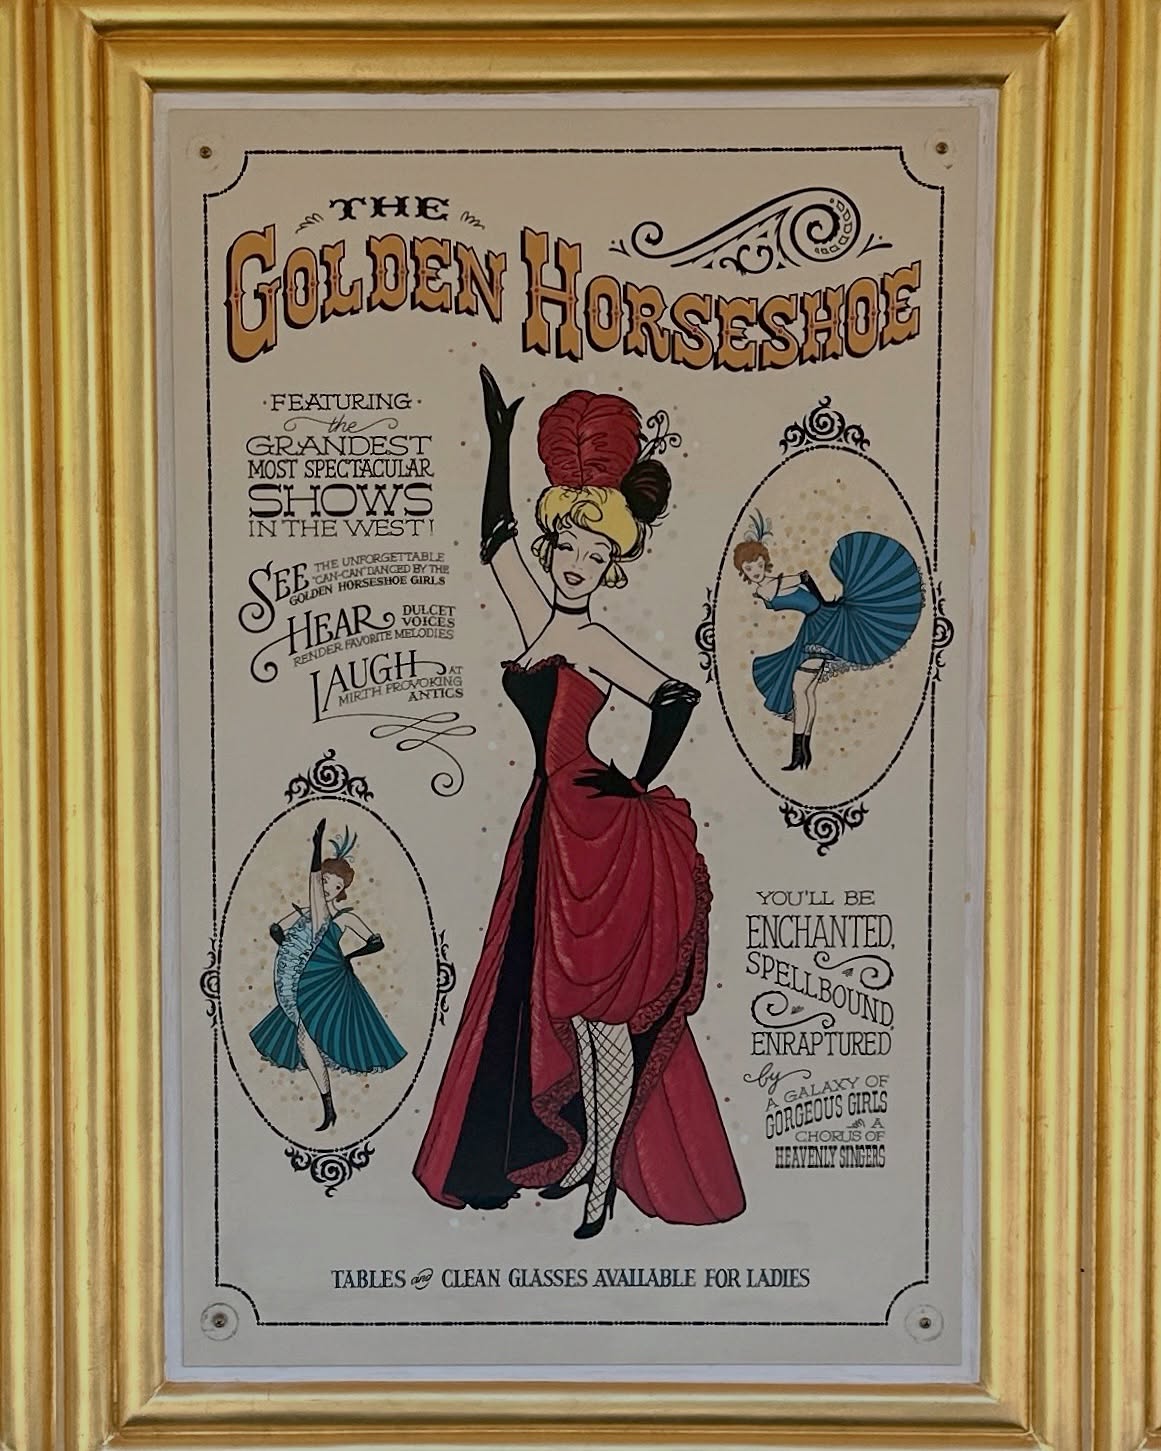 THE
GOLDEN HORSESHOE
· FEATURING ·
the
GRANDEST
MOST SPECTACULAR
SHOWS
IN THE WEST!
SEE THE UNFORGETTABLE
"CAN-CAN" DANCED BY THE
GOLDEN HORSESHOE GIRLS
HEAR DULCET
VOICES
RENDER FAVORITE MELODIES
LAUGH AT
MIRTH PROVOKING
ANTICS
YOU'LL BE
ENCHANTED,
SPELLBOUND,
ENRAPTURED
by
A GALAXY OF
GORGEOUS GIRLS
A
CHORUS OF
HEAVENLY SINGERS
TABLES and CLEAN GLASSES AVAILABLE FOR LADIES